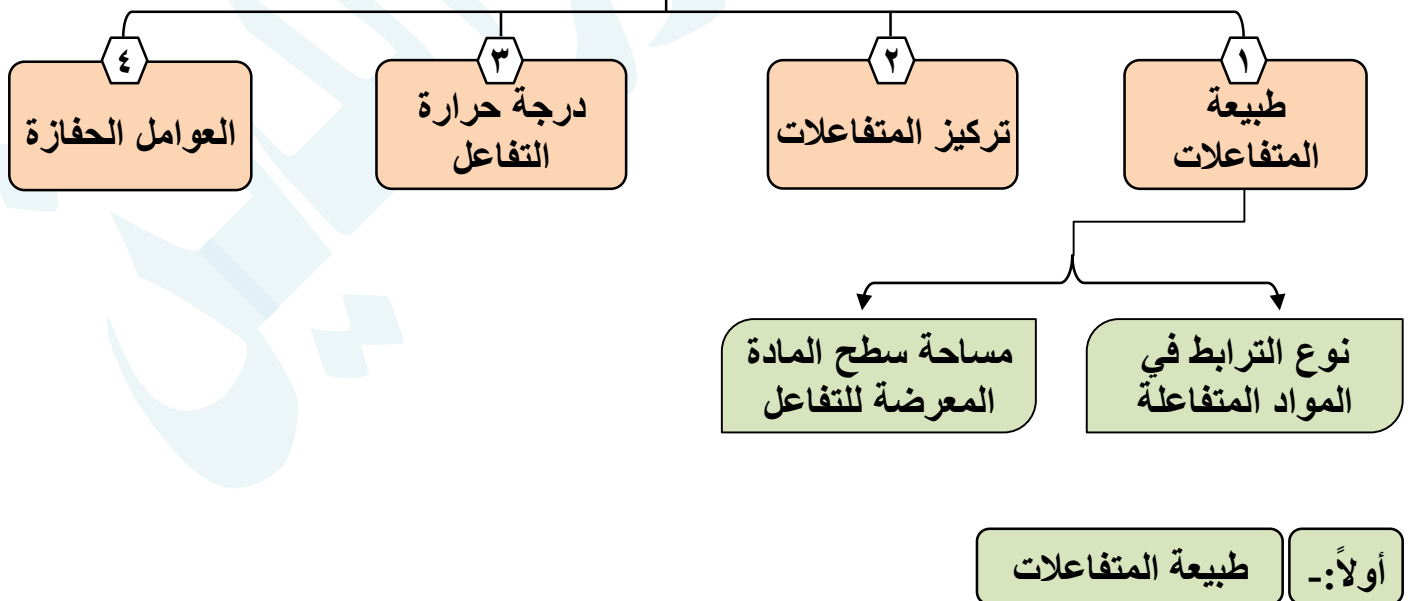 ١
طبيعة
المتفاعلات
٢
تركيز المتفاعلات
٣
درجة حرارة
التفاعل
٤
العوامل الحفازة
نوع الترابط في
المواد المتفاعلة
مساحة سطح المادة
المعرضة للتفاعل
أولاً:- طبيعة المتفاعلات